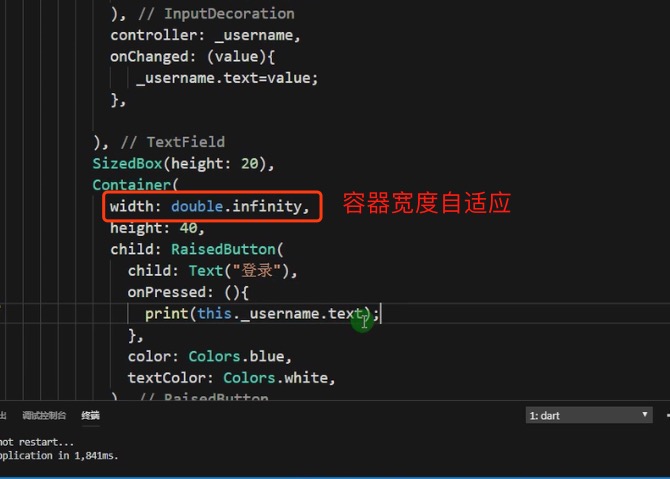 ), // InputDecoration
controller: _username,
onChanged: (value){
_username.text=value;
},
), // TextField
SizedBox(height: 20),
Container(
width: double.infinity, 容器宽度自适应
height: 40,
child: RaisedButton(
child: Text("登录"),
onPressed: (){
print(this._username.text);
},
color: Colors.blue,
textColor: Colors.white,
), // RaisedButton
出 调试控制台 终端 1: dart
not restart...
pplication in 1,841ms.